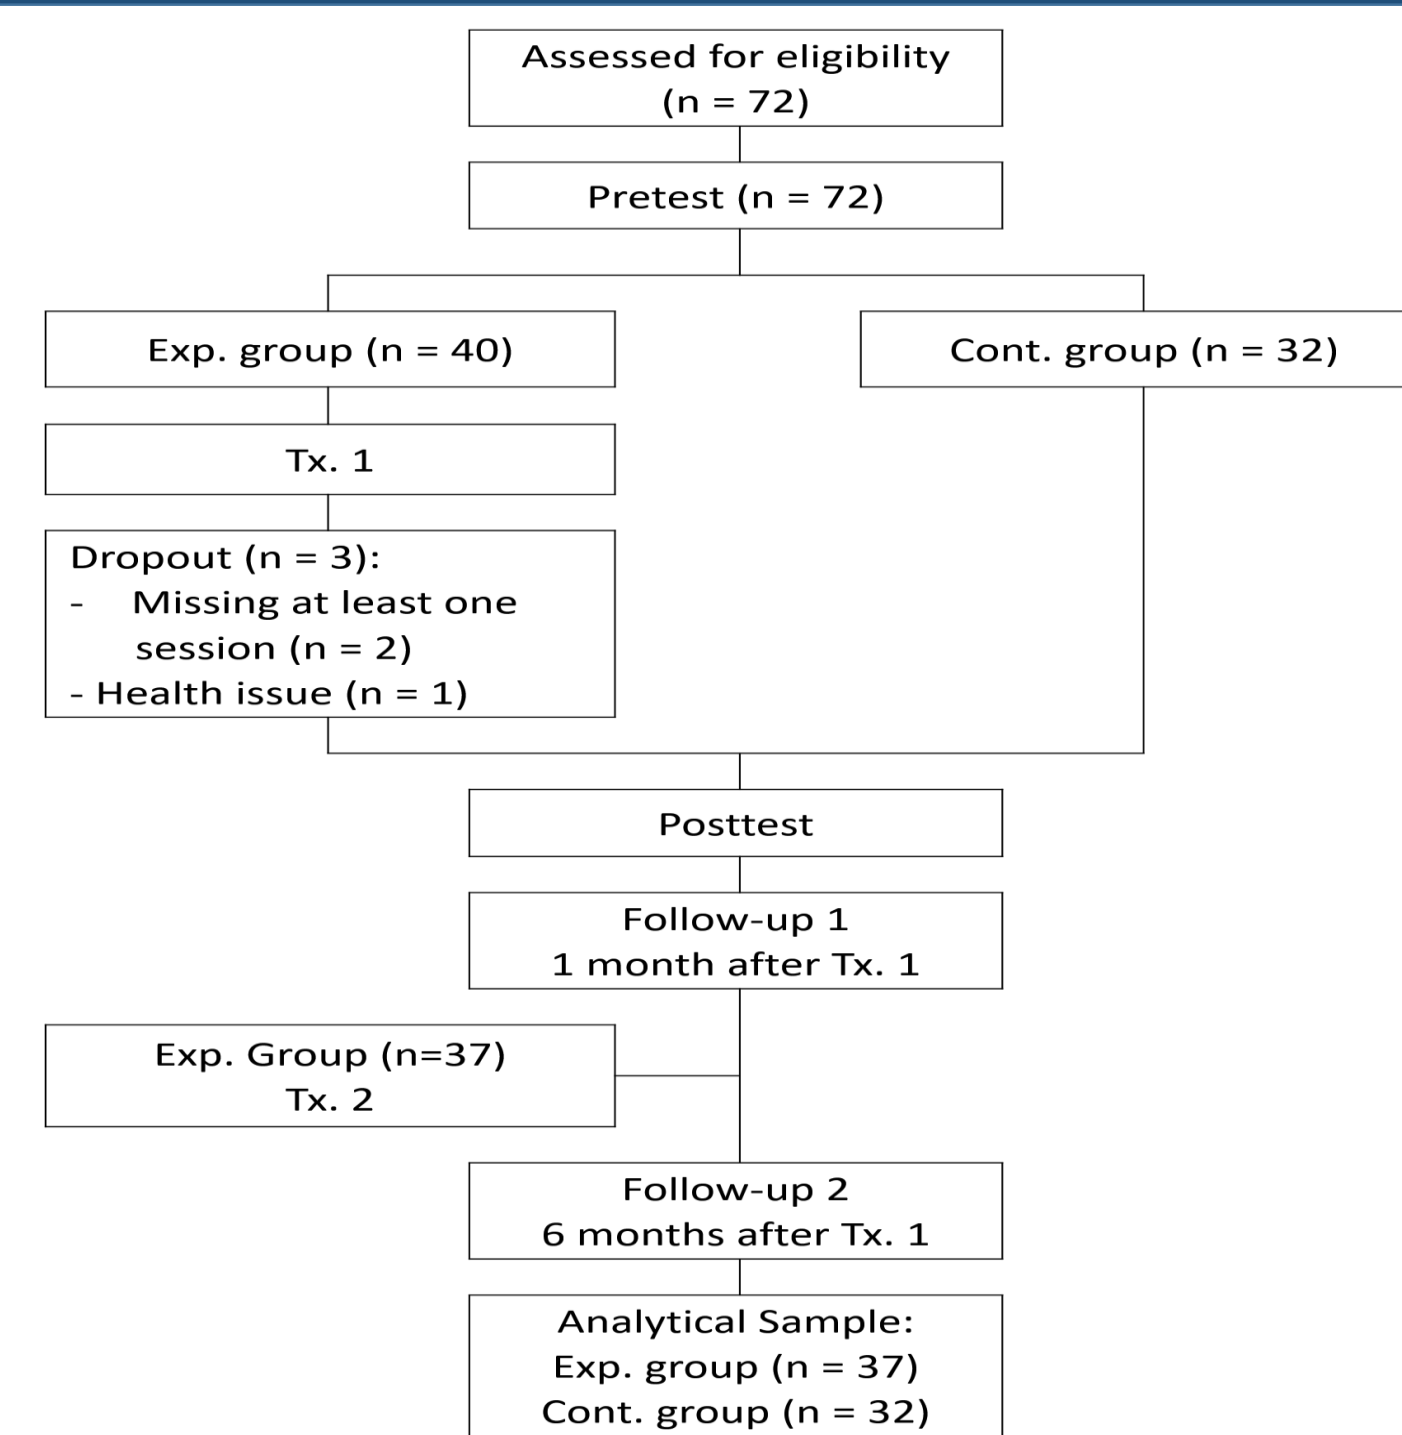 Assessed for eligibility
(n = 72)
Pretest (n = 72)
Exp. group (n = 40)
Cont. group (n = 32)
Tx. 1
Dropout (n = 3):
- Missing at least one
session (n = 2)
- Health issue (n = 1)
Posttest
Follow-up 1
1 month after Tx. 1
Exp. Group (n=37)
Tx. 2
Follow-up 2
6 months after Tx. 1
Analytical Sample:
Exp. group (n = 37)
Cont. group (n = 32)